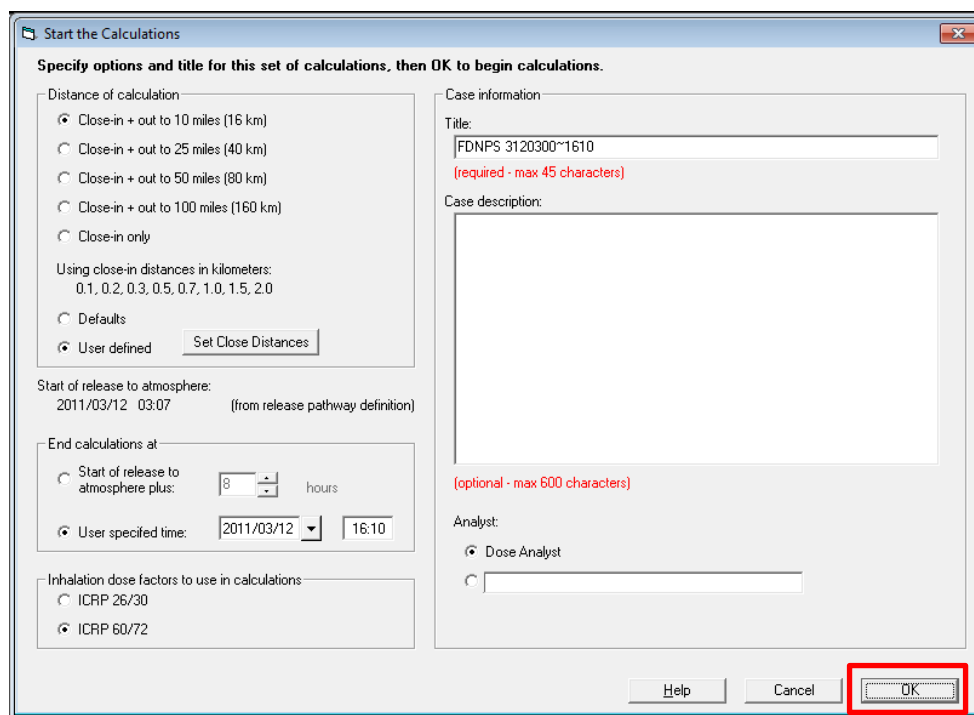 Start the Calculations
Specify options and title for this set of calculations, then OK to begin calculations.
Distance of calculation
Close-in + out to 10 miles (16 km)
Close-in + out to 25 miles (40 km)
Close-in + out to 50 miles (80 km)
Close-in + out to 100 miles (160 km)
Close-in only
Using close-in distances in kilometers:
0.1, 0.2, 0.3, 0.5, 0.7, 1.0, 1.5, 2.0
Defaults
User defined
Set Close Distances
Start of release to atmosphere:
2011/03/12 03:07 (from release pathway definition)
End calculations at
Start of release to
atmosphere plus:
8
hours
User specifed time:
2011/03/12
16:10
Inhalation dose factors to use in calculations
ICRP 26/30
ICRP 60/72
Case information
Title:
FDNPS 3120300~1610
(required - max 45 characters)
Case description:
(optional - max 600 characters)
Analyst:
Dose Analyst
Help
Cancel
OK